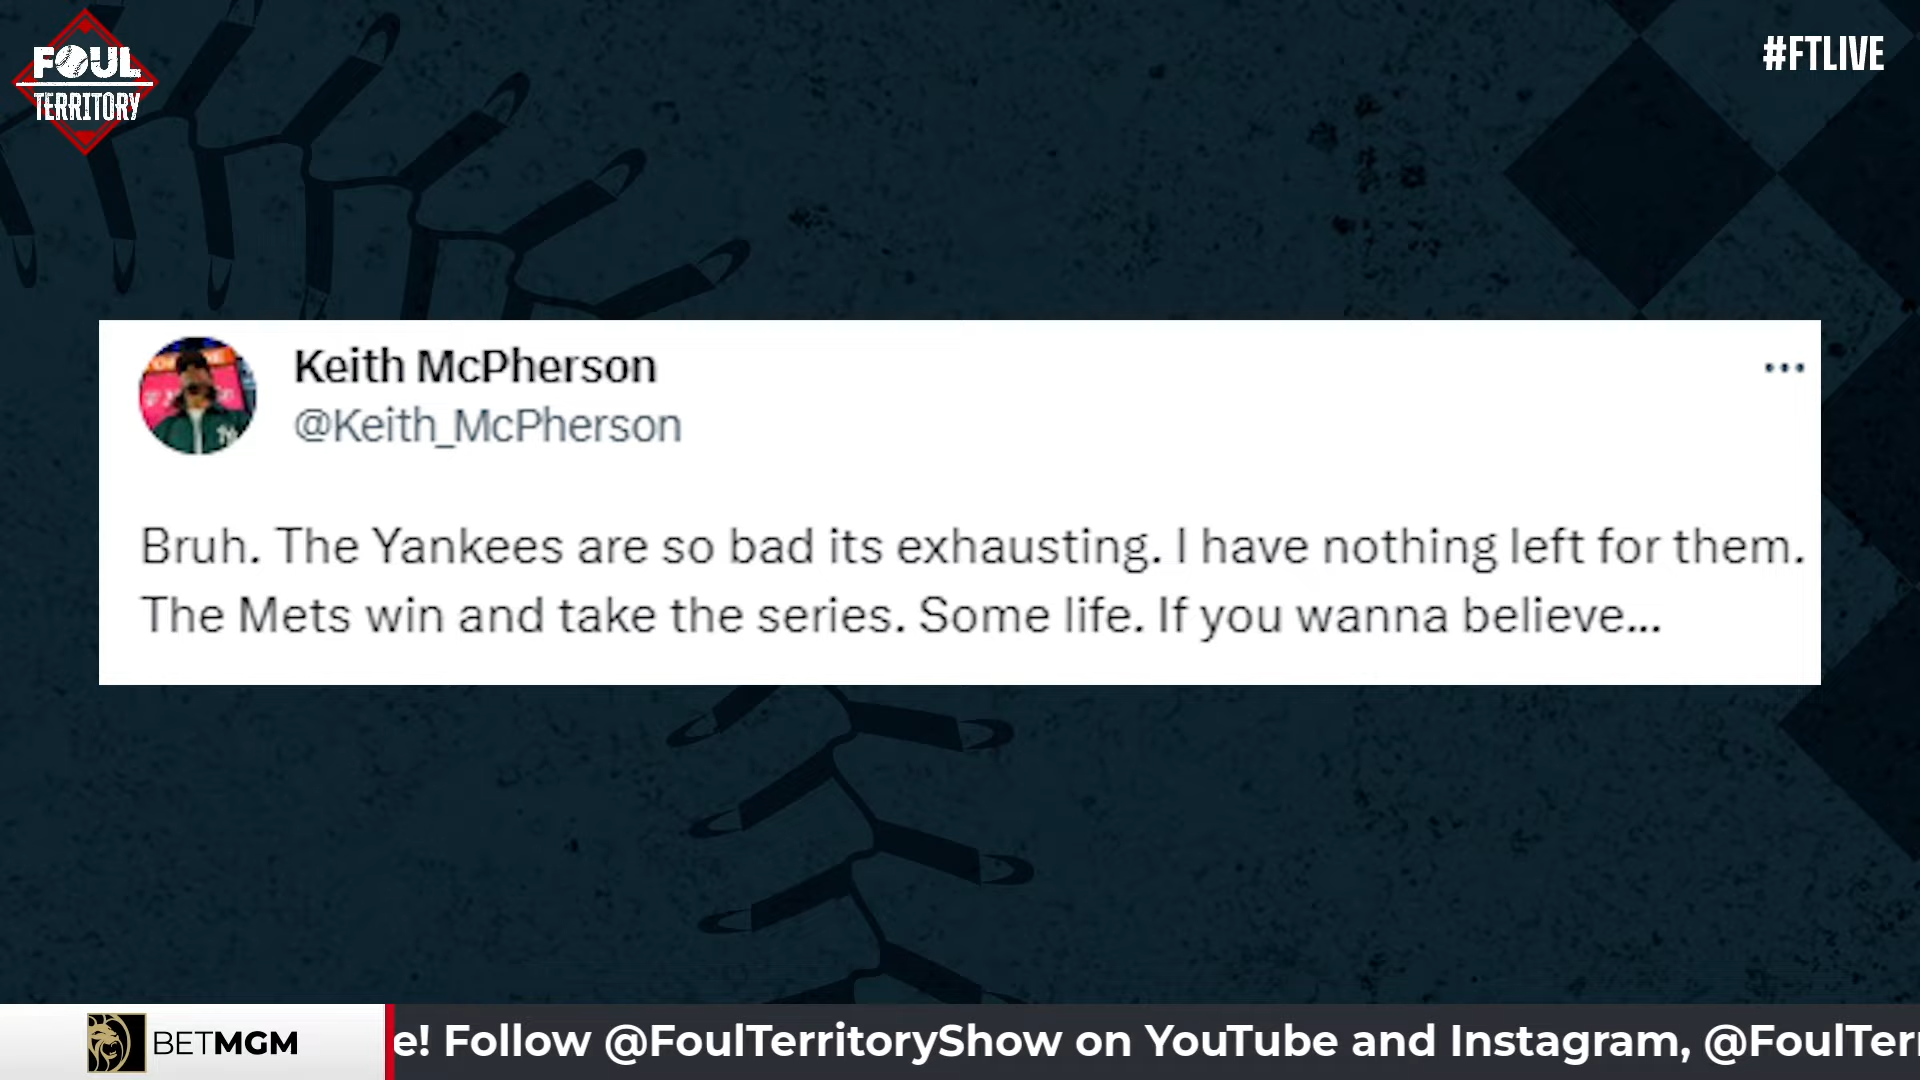 FOUL
TERRITORY
#FTLIVE
Keith McPherson
@Keith_McPherson
Bruh. The Yankees are so bad its exhausting. I have nothing left for them.
The Mets win and take the series. Some life. If you wanna believe...
BETMGM
e! Follow @FoulTerritoryShow on YouTube and Instagram, @FoulTer